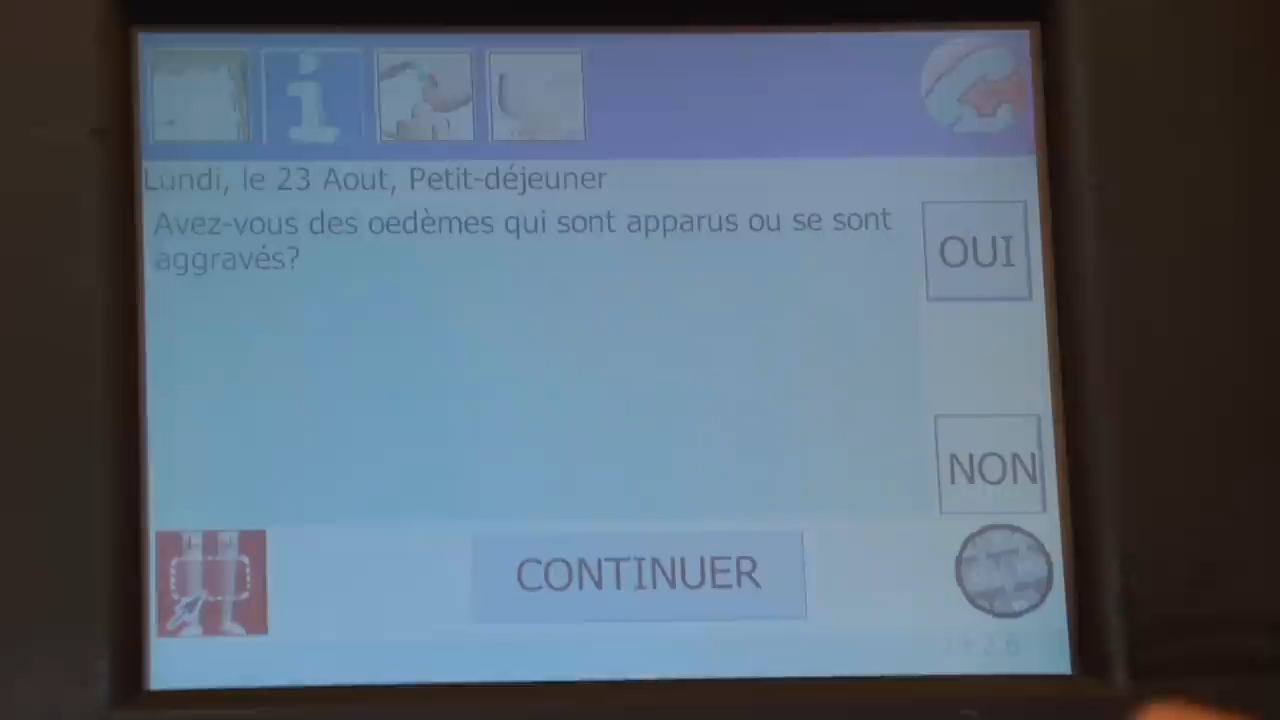 Lundi, le 23 Aout, Petit-déjeuner
Avez-vous des oedèmes qui sont apparus ou se sont
aggravés?
OUI
NON
CONTINUER